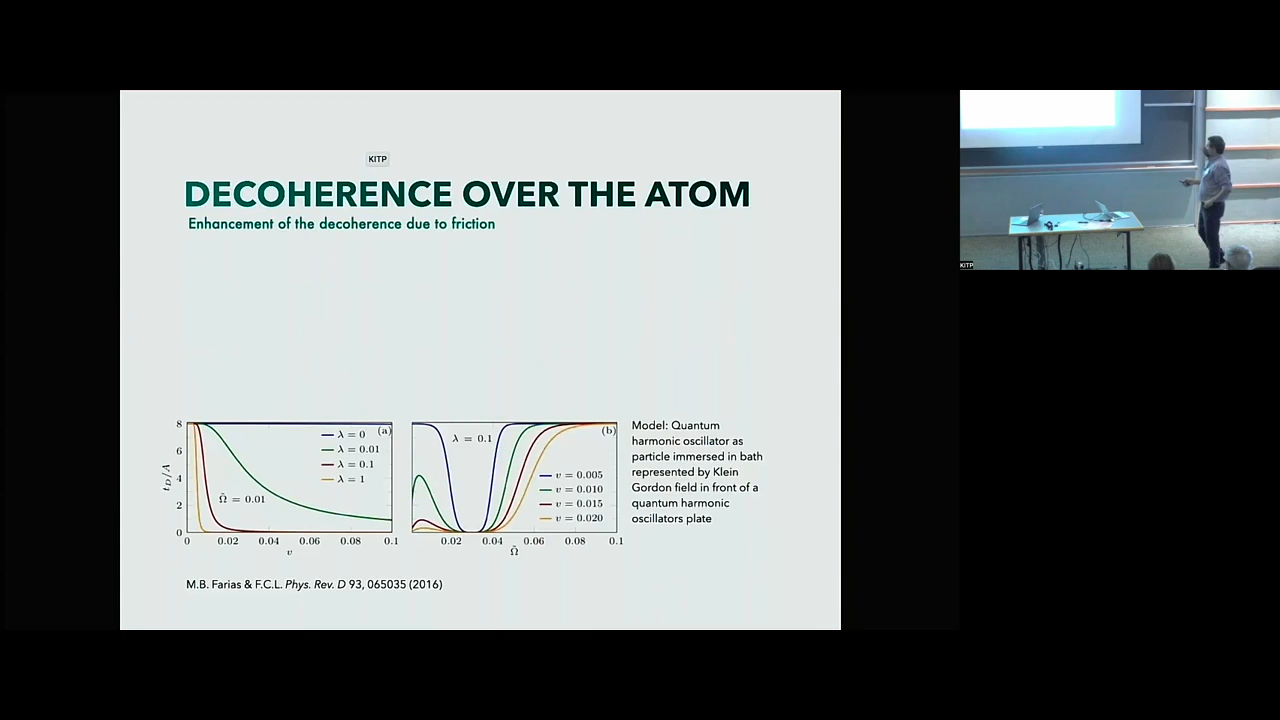 KITP
DECOHERENCE OVER THE ATOM
Enhancement of the decoherence due to friction
8
6
4
2
0
t_D/A
(a)
λ = 0
λ = 0.01
λ = 0.1
λ = 1
Ω̃ = 0.01
0 0.02 0.04 0.06 0.08 0.1
v
(b)
λ = 0.1
v = 0.005
v = 0.010
v = 0.015
v = 0.020
0.02 0.04 0.06 0.08 0.1
Ω̃
Model: Quantum
harmonic oscillator as
particle immersed in bath
represented by Klein
Gordon field in front of a
quantum harmonic
oscillators plate
M.B. Farias & F.C.L. Phys. Rev. D 93, 065035 (2016)
KITP